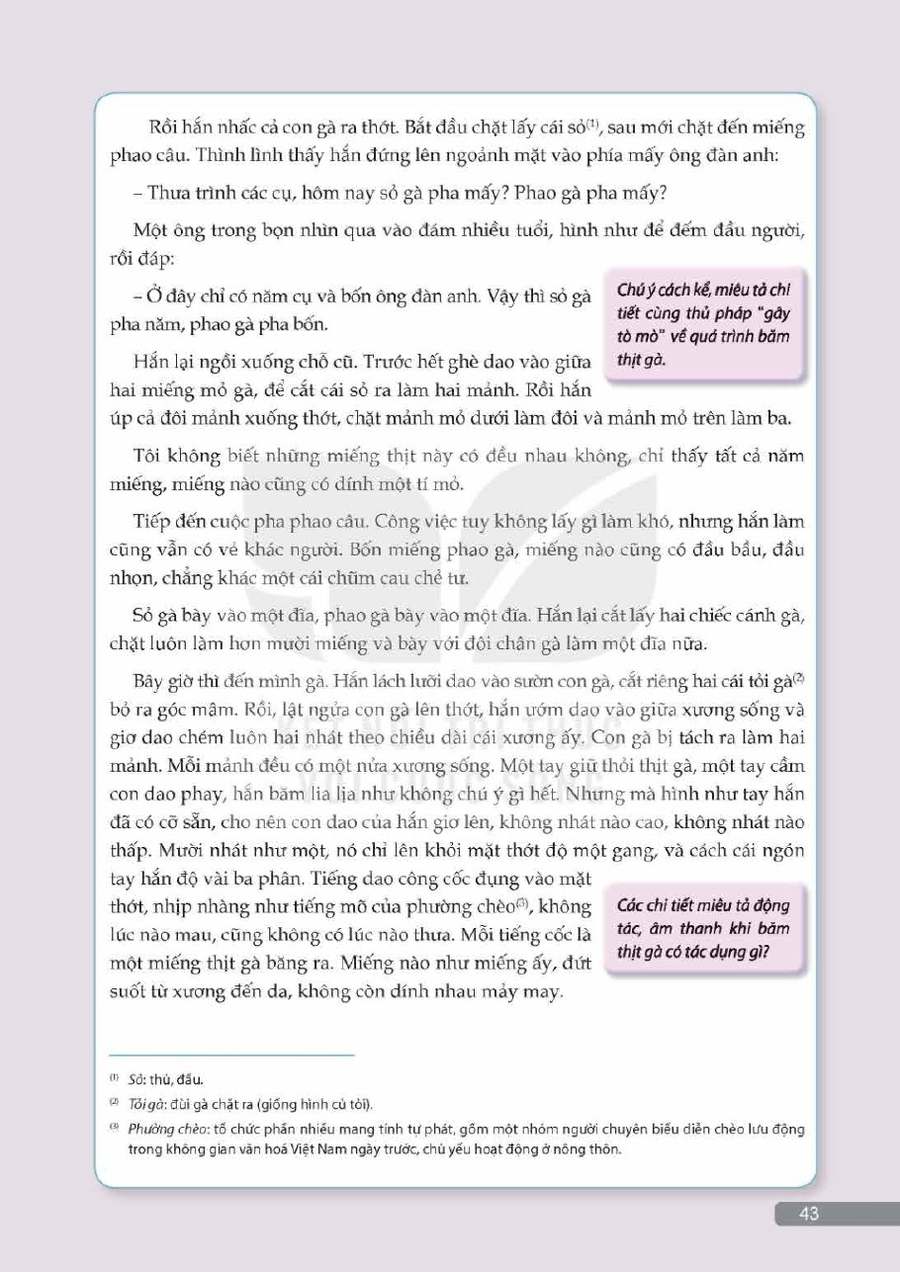 Rồi hắn nhấc cả con gà ra thớt. Bắt đầu chặt lấy cái sỏ(1), sau mới chặt đến miếng
phao câu. Thình lình thấy hắn đứng lên ngoảnh mặt vào phía mấy ông đàn anh:
– Thưa trình các cụ, hôm nay sỏ gà pha mấy? Phao gà pha mấy?
Một ông trong bọn nhìn qua vào đám nhiều tuổi, hình như để đếm đầu người,
rồi đáp:
– Ở đây chỉ có năm cụ và bốn ông đàn anh. Vậy thì sỏ gà
pha năm, phao gà pha bốn.
Chú ý cách kể, miêu tả chi
tiết cùng thủ pháp "gây
tò mò" về quá trình băm
thịt gà.
Hắn lại ngồi xuống chỗ cũ. Trước hết ghè dao vào giữa
hai miếng mỏ gà, để cắt cái sỏ ra làm hai mảnh. Rồi hắn
úp cả đôi mảnh xuống thớt, chặt mảnh mỏ dưới làm đôi và mảnh mỏ trên làm ba.
Tôi không biết những miếng thịt này có đều nhau không, chỉ thấy tất cả năm
miếng, miếng nào cũng có dính một tí mỏ.
Tiếp đến cuộc pha phao câu. Công việc tuy không lấy gì làm khó, nhưng hắn làm
cũng vẫn có vẻ khác người. Bốn miếng phao gà, miếng nào cũng có đầu bầu, đầu
nhọn, chẳng khác một cái chũm cau chẻ tư.
Sỏ gà bày vào một đĩa, phao gà bày vào một đĩa. Hắn lại cắt lấy hai chiếc cánh gà,
chặt luôn làm hơn mười miếng và bày với đôi chân gà làm một đĩa nữa.
Bây giờ thì đến mình gà. Hắn lách lưỡi dao vào sườn con gà, cắt riêng hai cái tỏi gà(2)
bỏ ra góc mâm. Rồi, lật ngửa con gà lên thớt, hắn ướm dao vào giữa xương sống và
giơ dao chém luôn hai nhát theo chiều dài cái xương ấy. Con gà bị tách ra làm hai
mảnh. Mỗi mảnh đều có một nửa xương sống. Một tay giữ thỏi thịt gà, một tay cầm
con dao phay, hắn băm lia lịa như không chú ý gì hết. Nhưng mà hình như tay hắn
đã có cỡ sẵn, cho nên con dao của hắn giơ lên, không nhát nào cao, không nhát nào
thấp. Mười nhát như một, nó chỉ lên khỏi mặt thớt độ một gang, và cách cái ngón
tay hắn độ vài ba phân. Tiếng dao công cốc đụng vào mặt
thớt, nhịp nhàng như tiếng mõ của phường chèo(3), không
lúc nào mau, cũng không có lúc nào thưa. Mỗi tiếng cốc là
một miếng thịt gà băng ra. Miếng nào như miếng ấy, đứt
suốt từ xương đến da, không còn dính nhau mảy may.
Các chi tiết miêu tả động
tác, âm thanh khi băm
thịt gà có tác dụng gì?
KẾT NỐI TRI THỨC
VỚI CUỘC SỐNG
(1) Sỏ: thủ, đầu.
(2) Tỏi gà: đùi gà chặt ra (giống hình củ tỏi).
(3) Phường chèo: tổ chức phần nhiều mang tính tự phát, gồm một nhóm người chuyên biểu diễn chèo lưu động
trong không gian văn hoá Việt Nam ngày trước, chủ yếu hoạt động ở nông thôn.
43